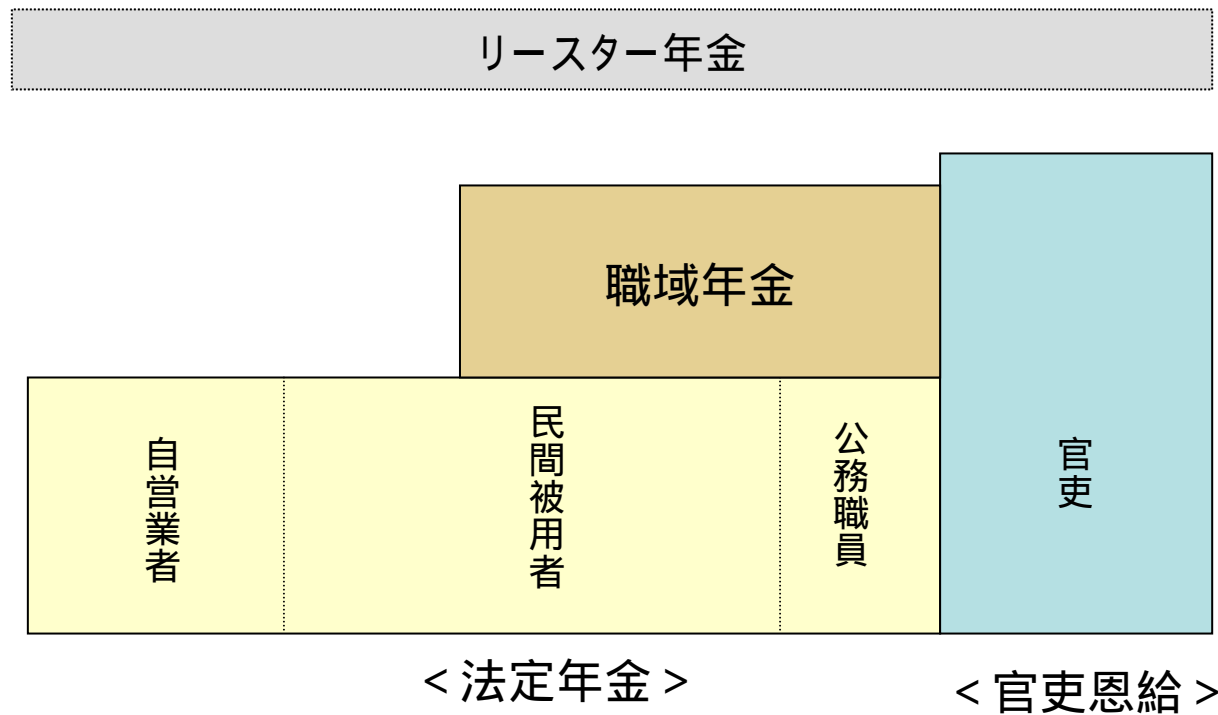 リースター年金
職域年金
自営業者
民間被用者
公務職員
官吏
＜法定年金＞
＜官吏恩給＞